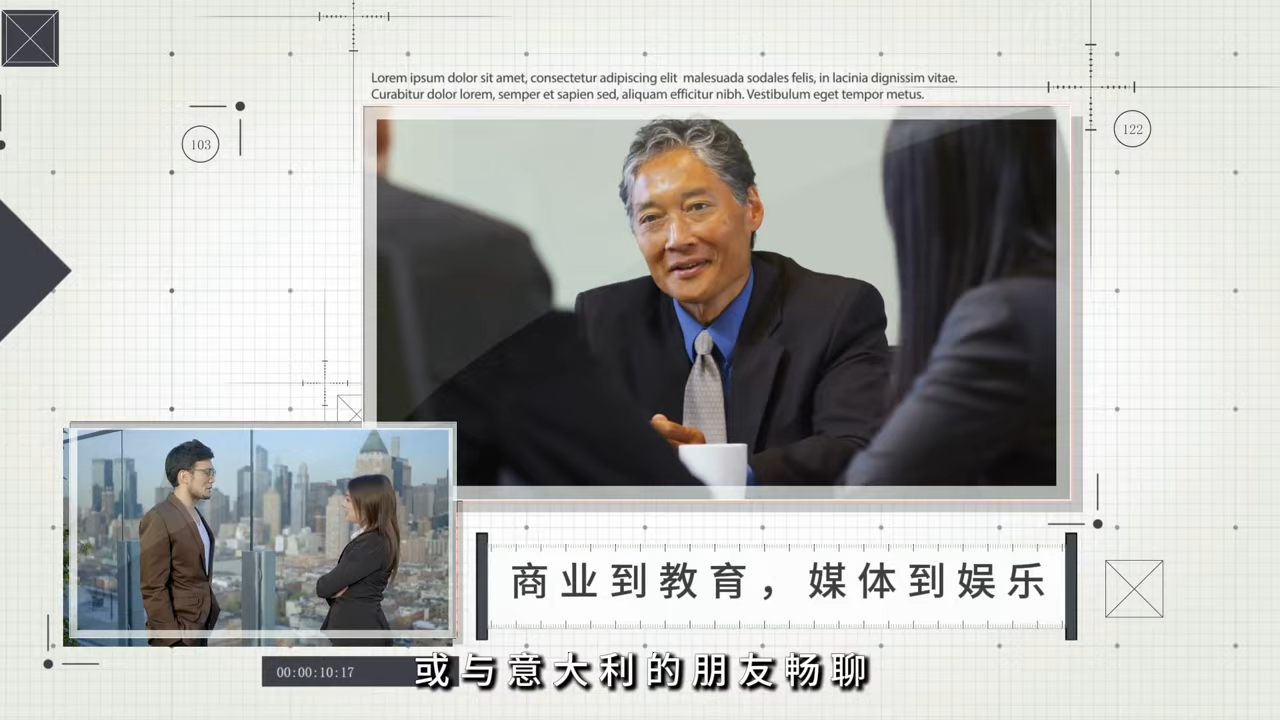 Lorem ipsum dolor sit amet, consectetur adipiscing elit  malesuada sodales felis, in lacinia dignissim vitae.
Curabitur dolor lorem, semper et sapien sed, aliquam efficitur nibh. Vestibulum eget tempor metus.
103
122
商业到教育，媒体到娱乐
00:00:10:17
或与意大利的朋友畅聊